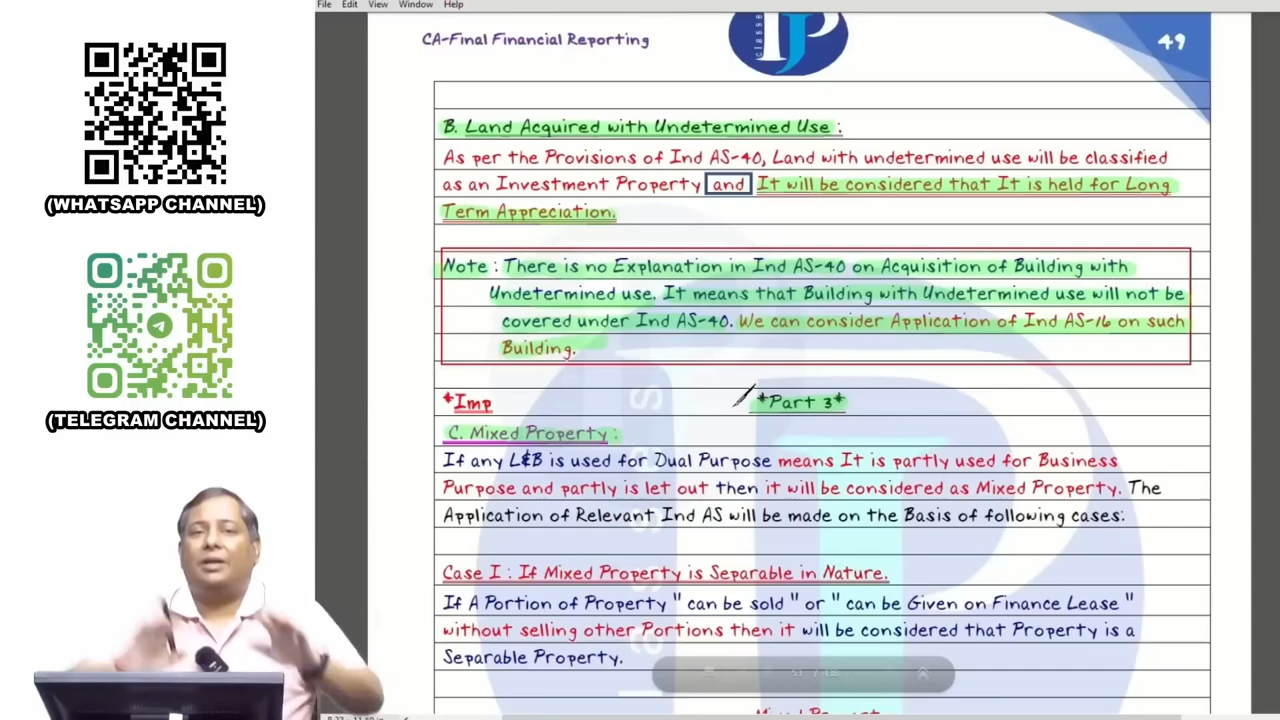 File Edit View Window Help
CA-Final Financial Reporting
classes
JP
49
B. Land Acquired with Undetermined Use :
As per the Provisions of Ind AS-40, Land with undetermined use will be classified
as an Investment Property and It will be considered that It is held for Long
Term Appreciation.
Note : There is no Explanation in Ind AS-40 on Acquisition of Building with
Undetermined use. It means that Building with Undetermined use will not be
covered under Ind AS-40. We can consider Application of Ind AS-16 on such
Building.
*Imp
*Part 3*
C. Mixed Property :
If any L&B is used for Dual Purpose means It is partly used for Business
Purpose and partly is let out then it will be considered as Mixed Property. The
Application of Relevant Ind AS will be made on the Basis of following cases:
Case I : If Mixed Property is Separable in Nature.
If A Portion of Property " can be sold " or " can be Given on Finance Lease "
without selling other Portions then it will be considered that Property is a
Separable Property.
Mixed Property
(WHATSAPP CHANNEL)
(TELEGRAM CHANNEL)